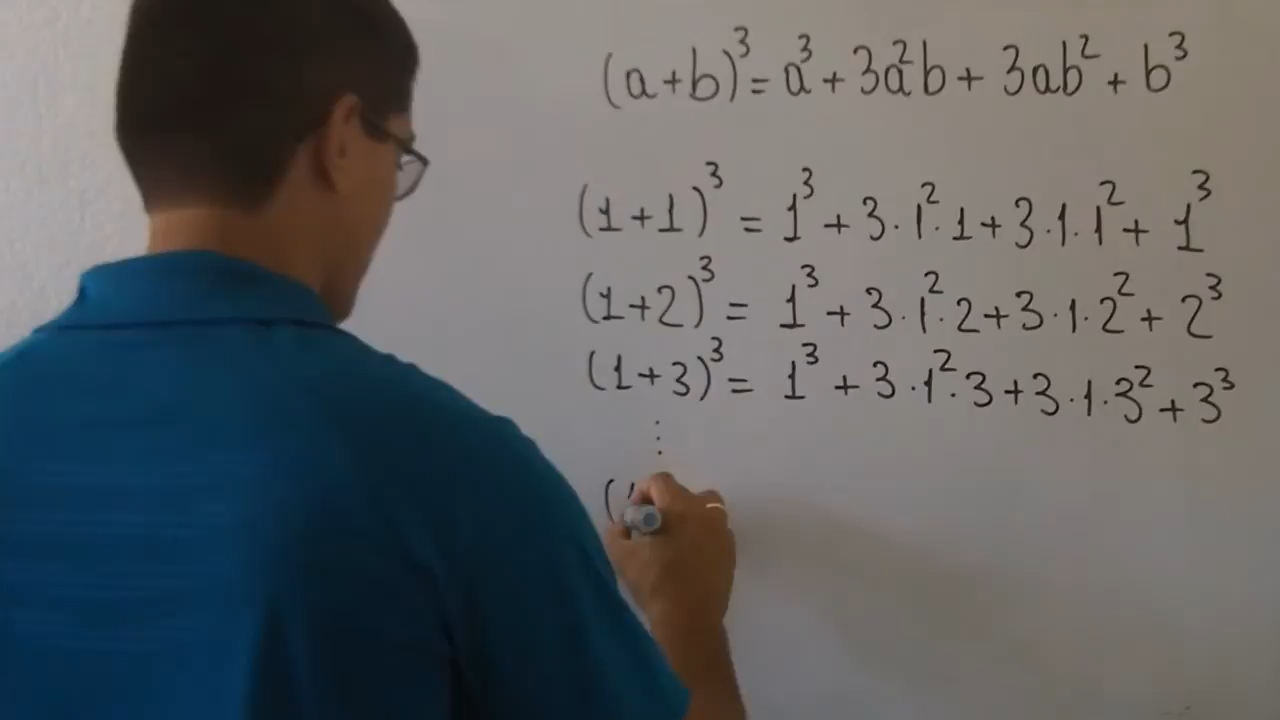 (a+b)³ = a³ + 3a²b + 3ab² + b³
(1+1)³ = 1³ + 3·1²·1 + 3·1·1² + 1³
(1+2)³ = 1³ + 3·1²·2 + 3·1·2² + 2³
(1+3)³ = 1³ + 3·1²·3 + 3·1·3² + 3³
⋮
(